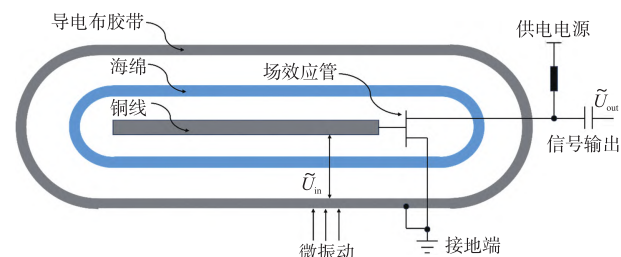 导电布胶带
供电电源
海绵
场效应管
铜线
Ũout
信号输出
Ũin
微振动
接地端